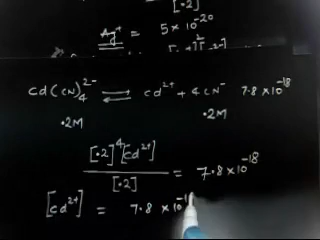 [.2]
Ag⁺ = 5 × 10⁻²⁰
Cd(CN)₄²⁻ ⇌ Cd²⁺ + 4CN⁻ 7.8 × 10⁻¹⁸
.2M .2M
[.2]⁴[Cd²⁺]
[.2] = 7.8 × 10⁻¹⁸
[Cd²⁺] = 7.8 × 10